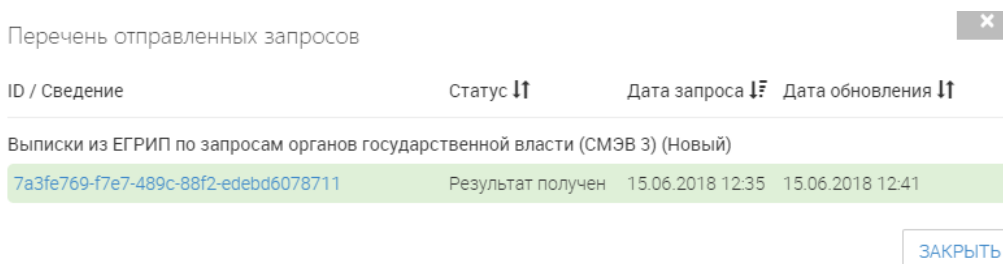 Перечень отправленных запросов
ID / Сведение Статус Дата запроса Дата обновления
Выписки из ЕГРИП по запросам органов государственной власти (СМЭВ 3) (Новый)
7a3fe769-f7e7-489c-88f2-edebd6078711 Результат получен 15.06.2018 12:35 15.06.2018 12:41
ЗАКРЫТЬ